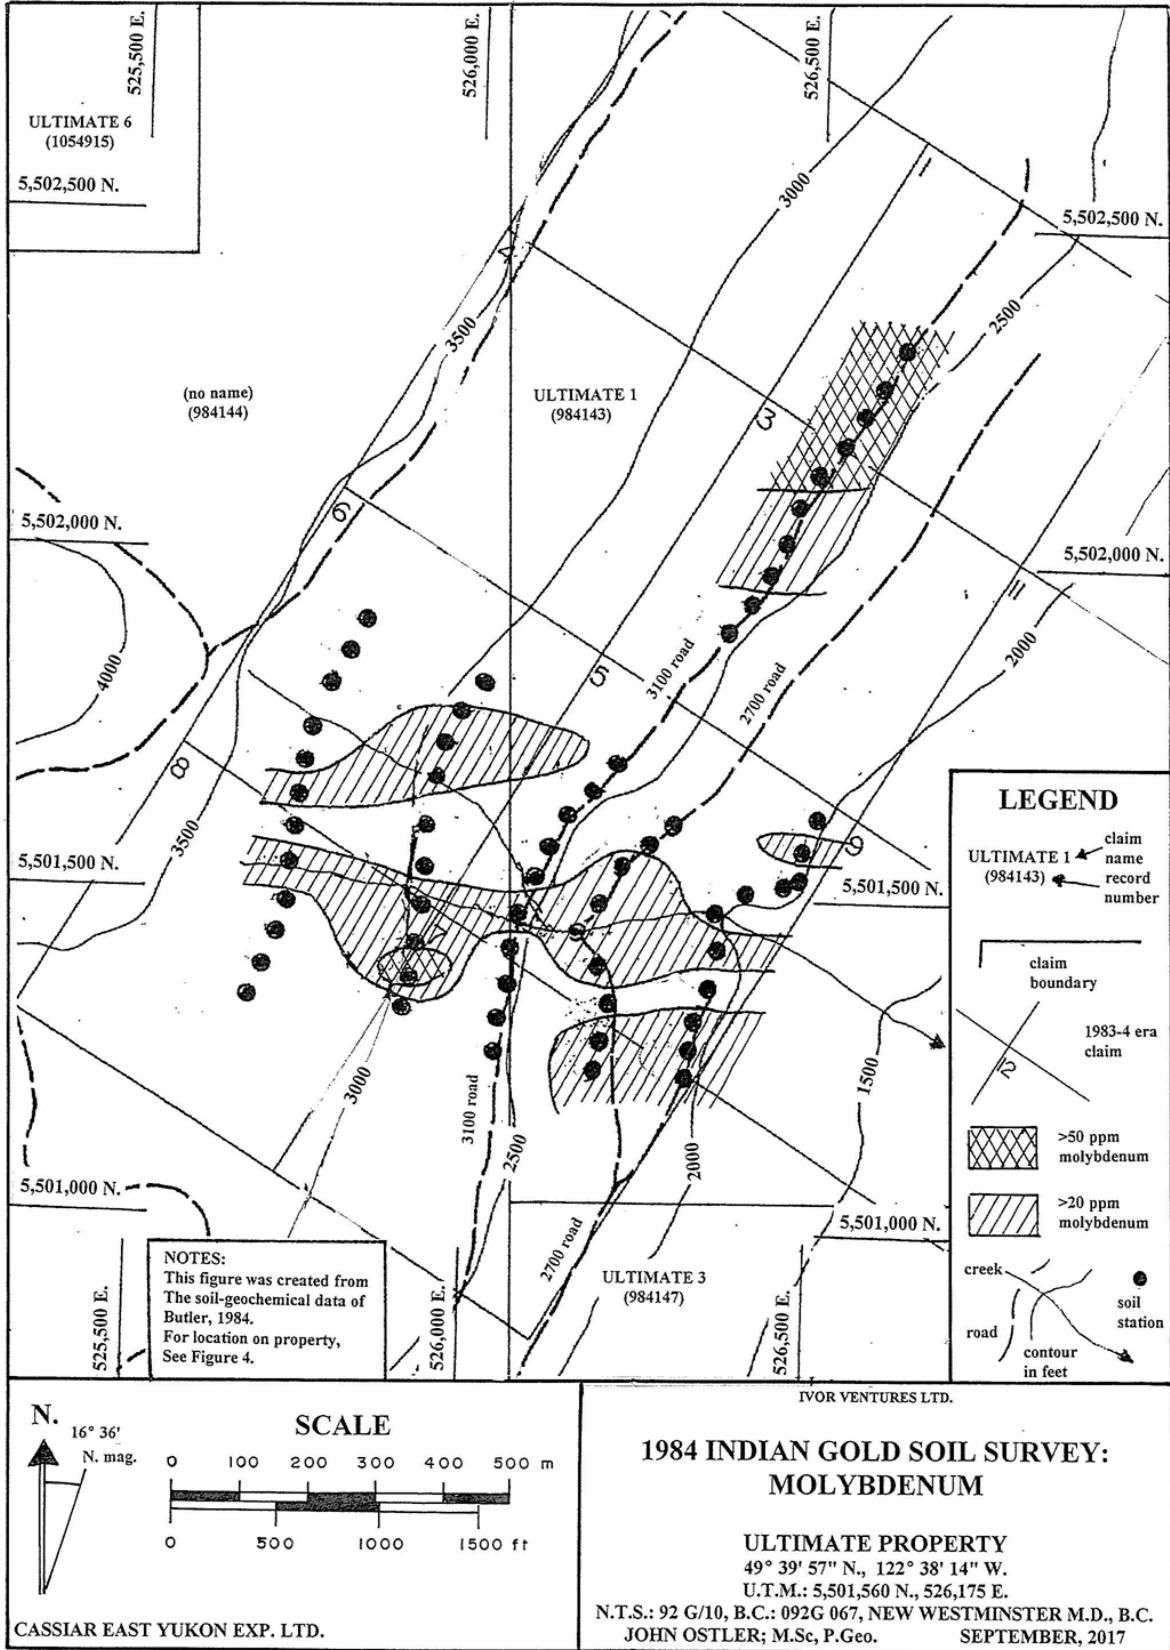 525,500 E.
526,000 E.
526,500 E.
ULTIMATE 6
(1054915)
5,502,500 N.
5,502,500 N.
3000
3500
2500
(no name)
(984144)
ULTIMATE 1
(984143)
3
6
5,502,000 N.
5,502,000 N.
11
2000
4000
5
3100 road
2700 road
8
3500
9
5,501,500 N.
5,501,500 N.
LEGEND
ULTIMATE 1
(984143)
claim
name
record
number
claim
boundary
1983-4 era
claim
12
>50 ppm
molybdenum
>20 ppm
molybdenum
creek
road
contour
in feet
soil
station
3000
3100 road
2500
2000
1500
5,501,000 N.
5,501,000 N.
2700 road
ULTIMATE 3
(984147)
525,500 E.
526,000 E.
526,500 E.
NOTES:
This figure was created from
The soil-geochemical data of
Butler, 1984.
For location on property,
See Figure 4.
N.
16° 36'
N. mag.
SCALE
0 100 200 300 400 500 m
0 500 1000 1500 ft
CASSIAR EAST YUKON EXP. LTD.
IVOR VENTURES LTD.
1984 INDIAN GOLD SOIL SURVEY:
MOLYBDENUM
ULTIMATE PROPERTY
49° 39' 57" N., 122° 38' 14" W.
U.T.M.: 5,501,560 N., 526,175 E.
N.T.S.: 92 G/10, B.C.: 092G 067, NEW WESTMINSTER M.D., B.C.
JOHN OSTLER; M.Sc, P.Geo. SEPTEMBER, 2017